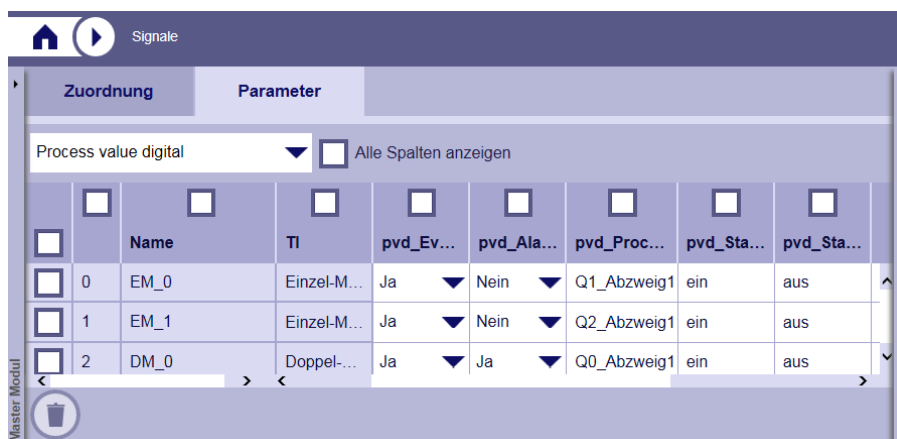 Signale
Zuordnung Parameter
Process value digital Alle Spalten anzeigen
Name TI pvd_Ev... pvd_Ala... pvd_Proc... pvd_Sta... pvd_Sta...
0 EM_0 Einzel-M... Ja Nein Q1_Abzweig1 ein aus
1 EM_1 Einzel-M... Ja Nein Q2_Abzweig1 ein aus
2 DM_0 Doppel-... Ja Ja Q0_Abzweig1 ein aus
Master Modul